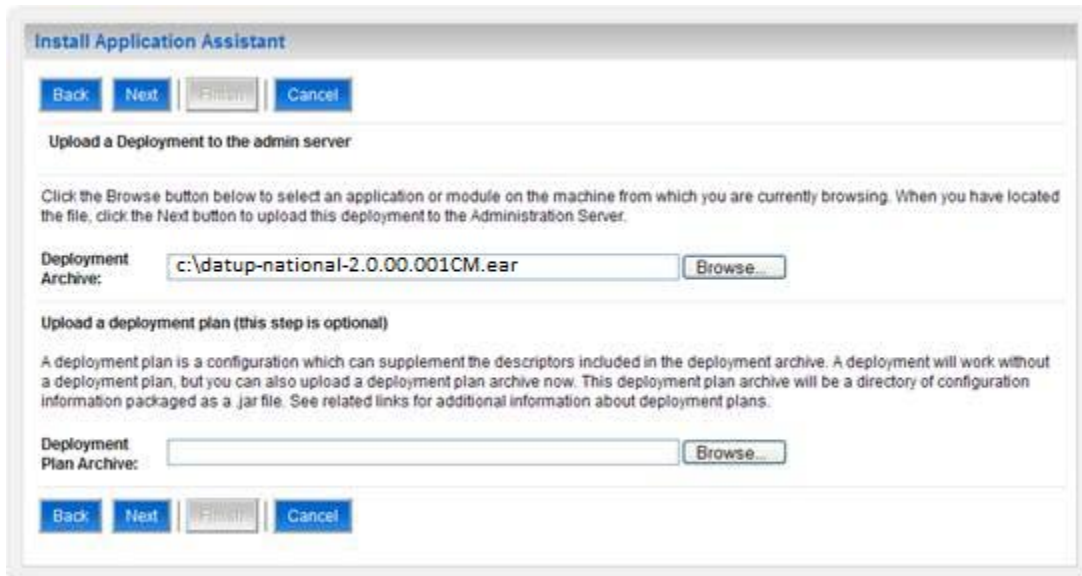 Install Application Assistant
Back Next Finish Cancel
Upload a Deployment to the admin server
Click the Browse button below to select an application or module on the machine from which you are currently browsing. When you have located
the file, click the Next button to upload this deployment to the Administration Server.
Deployment
Archive:
c:\datup-national-2.0.00.001CM.ear Browse...
Upload a deployment plan (this step is optional)
A deployment plan is a configuration which can supplement the descriptors included in the deployment archive. A deployment will work without
a deployment plan, but you can also upload a deployment plan archive now. This deployment plan archive will be a directory of configuration
information packaged as a .jar file. See related links for additional information about deployment plans.
Deployment
Plan Archive:
Browse...
Back Next Finish Cancel